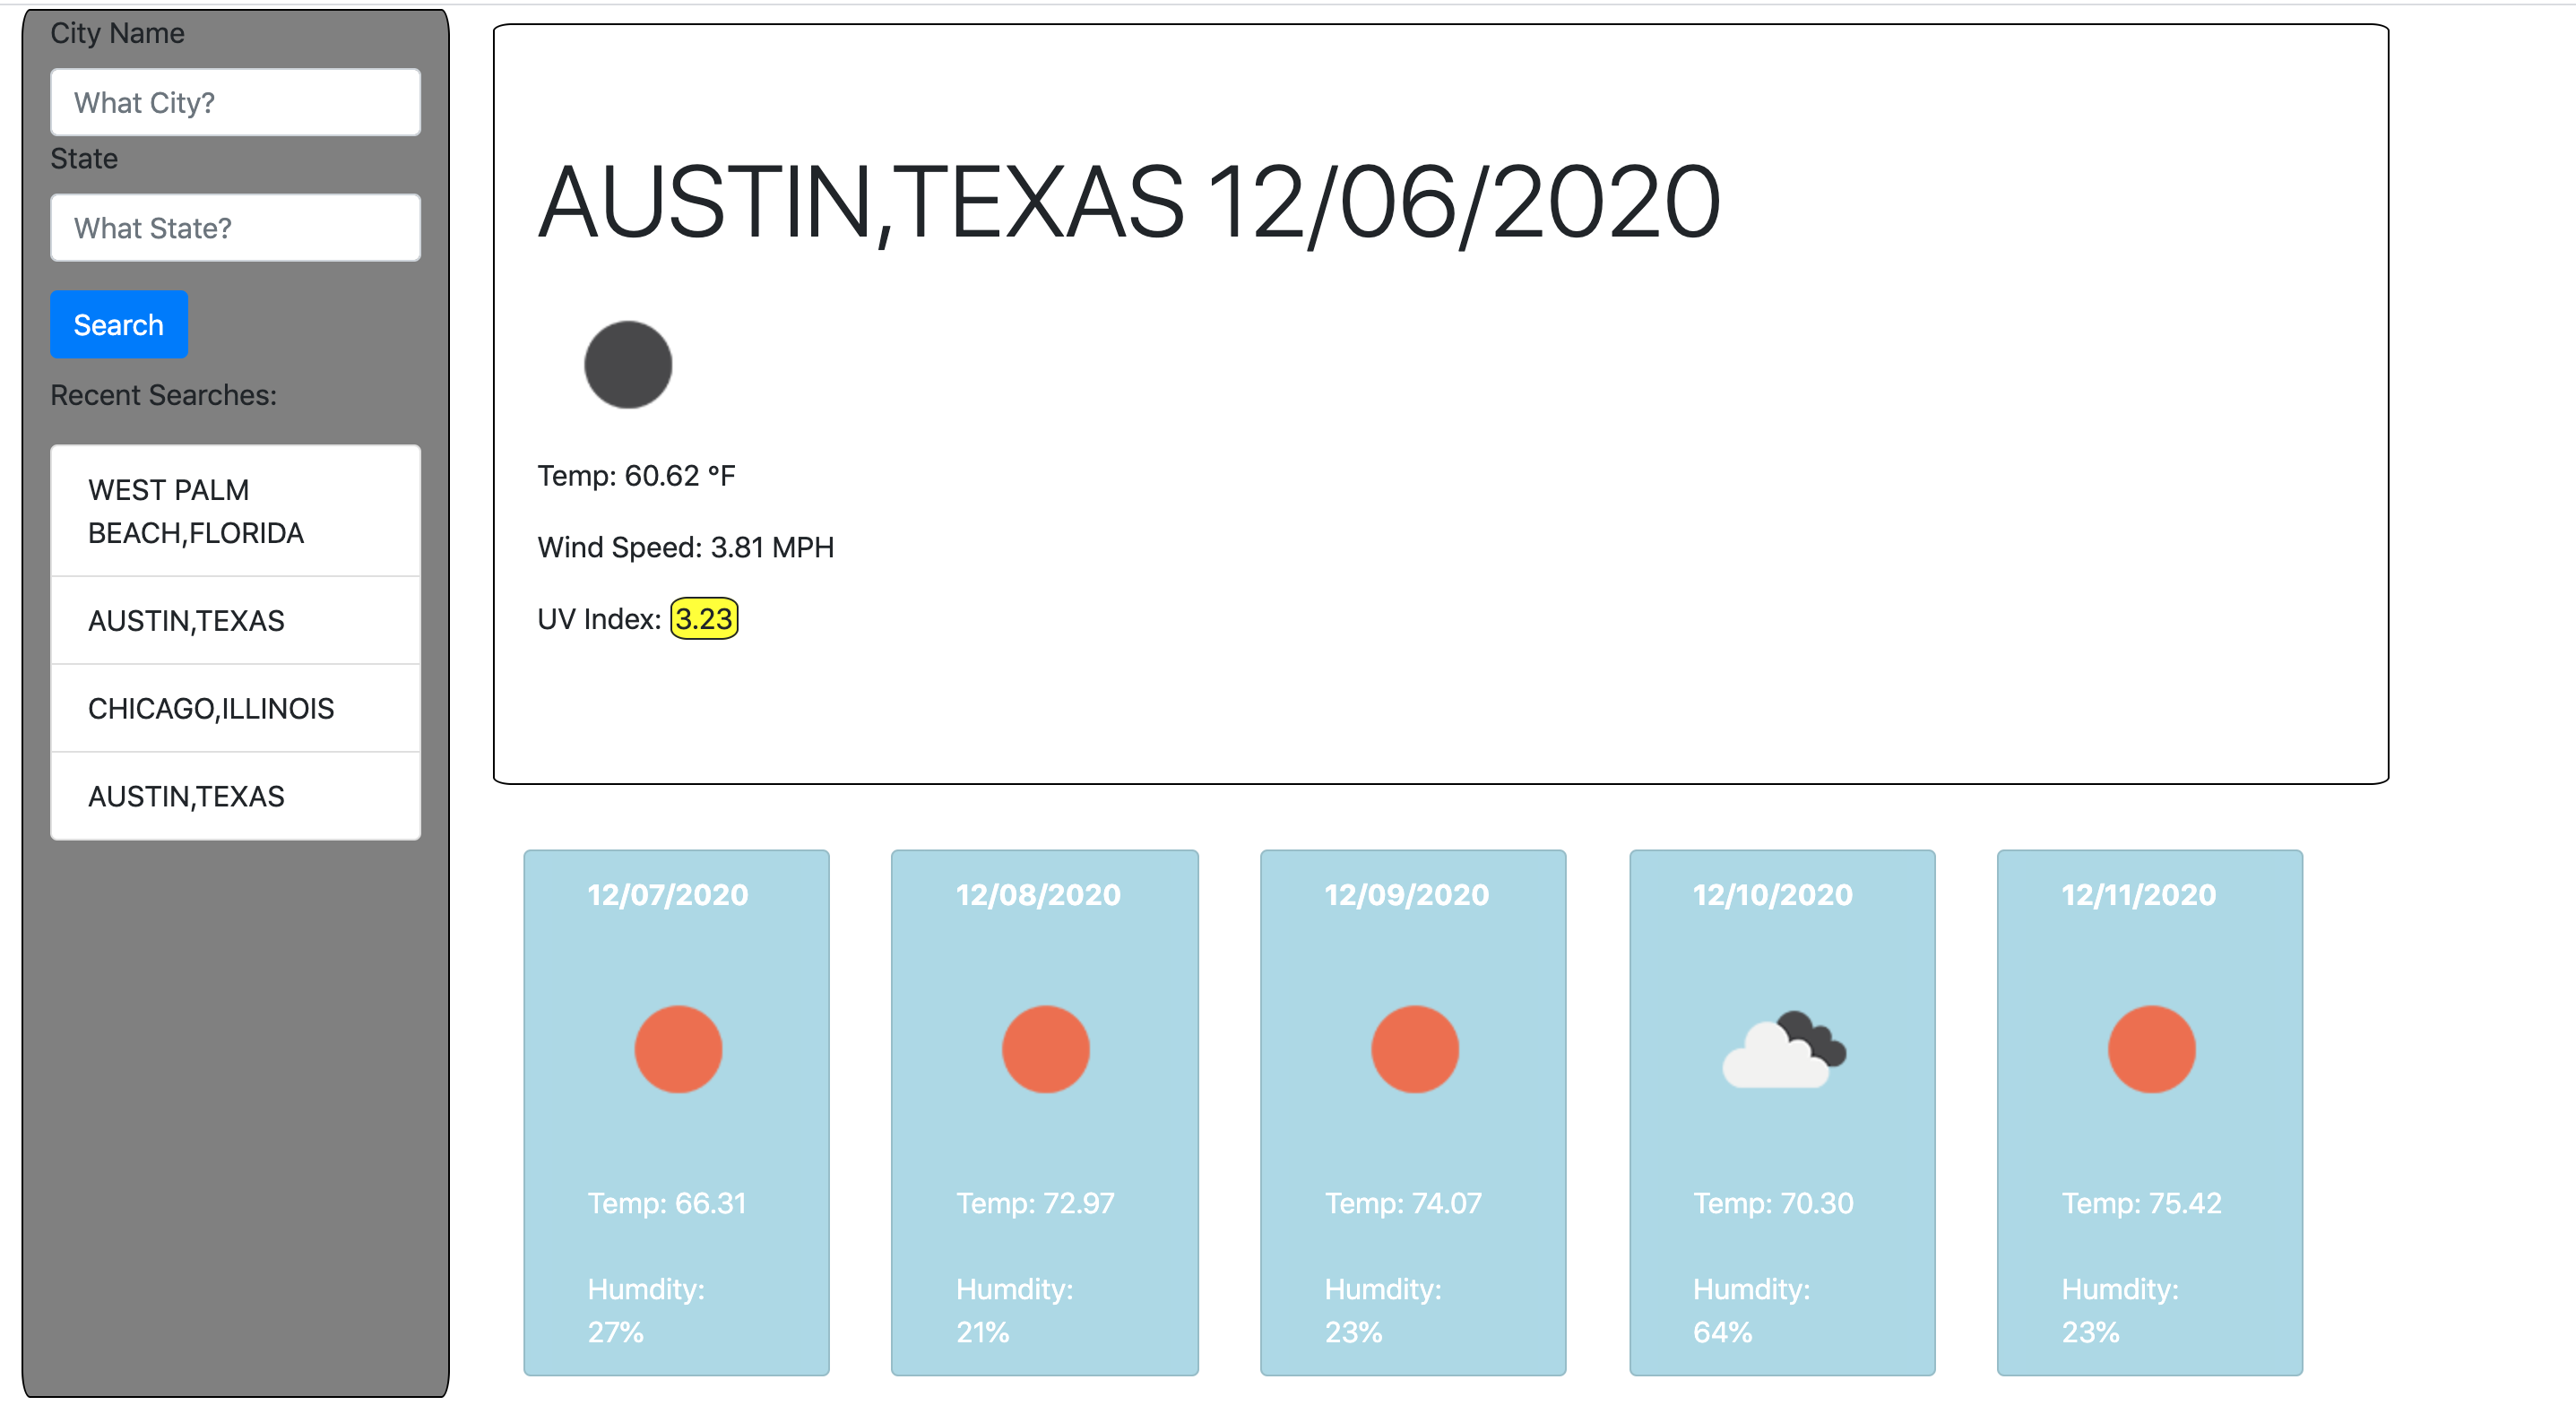 City Name
What City?
State
What State?
Search
Recent Searches:
WEST PALM
BEACH,FLORIDA
AUSTIN,TEXAS
CHICAGO,ILLINOIS
AUSTIN,TEXAS
AUSTIN,TEXAS 12/06/2020
Temp: 60.62 °F
Wind Speed: 3.81 MPH
UV Index: 3.23
12/07/2020
Temp: 66.31
Humdity:
27%
12/08/2020
Temp: 72.97
Humdity:
21%
12/09/2020
Temp: 74.07
Humdity:
23%
12/10/2020
Temp: 70.30
Humdity:
64%
12/11/2020
Temp: 75.42
Humdity:
23%